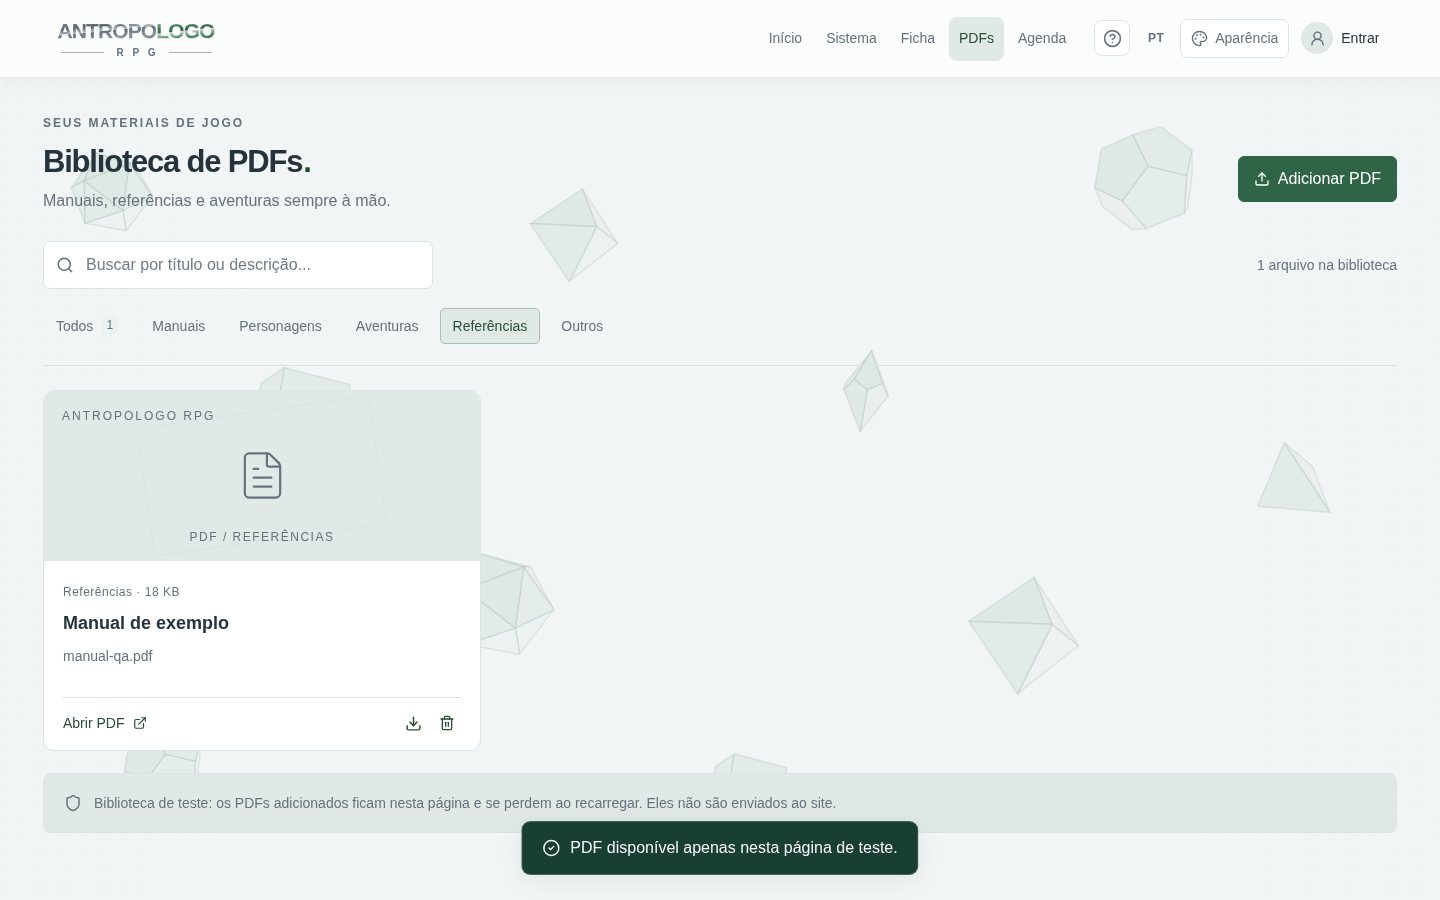 ANTROPOLOGO
RPG
Início
Sistema
Ficha
PDFs
Agenda
PT
Aparência
Entrar
SEUS MATERIAIS DE JOGO
Biblioteca de PDFs.
Manuais, referências e aventuras sempre à mão.
Adicionar PDF
Buscar por título ou descrição...
1 arquivo na biblioteca
Todos 1
Manuais
Personagens
Aventuras
Referências
Outros
ANTROPOLOGO RPG
PDF / REFERÊNCIAS
Referências · 18 KB
Manual de exemplo
manual-qa.pdf
Abrir PDF
Biblioteca de teste: os PDFs adicionados ficam nesta página e se perdem ao recarregar. Eles não são enviados ao site.
PDF disponível apenas nesta página de teste.